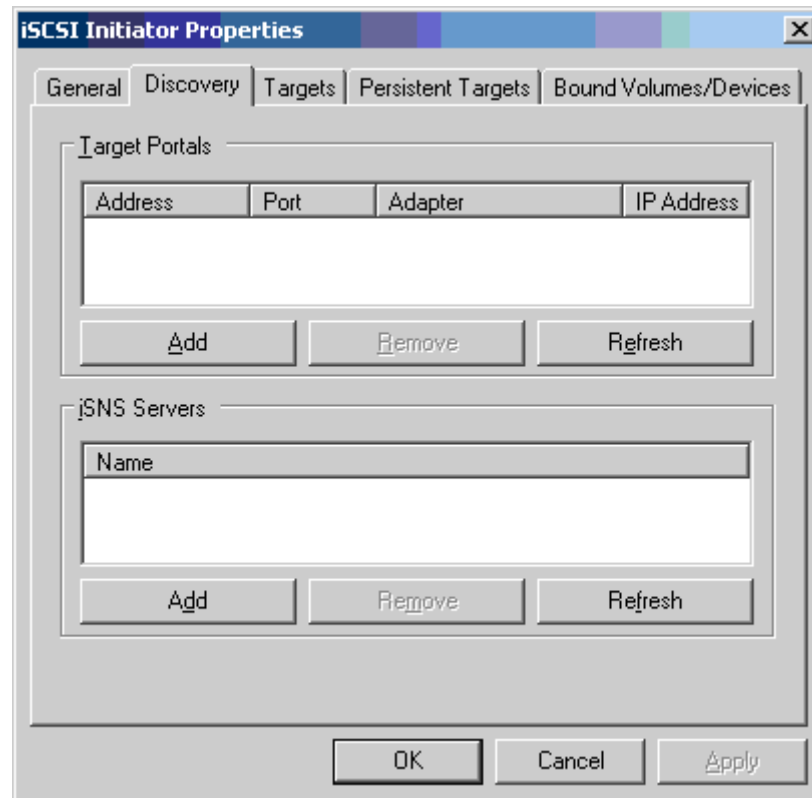 iSCSI Initiator Properties
General Discovery Targets Persistent Targets Bound Volumes/Devices
Target Portals
Address Port Adapter IP Address
Add Remove Refresh
iSNS Servers
Name
Add Remove Refresh
OK Cancel Apply